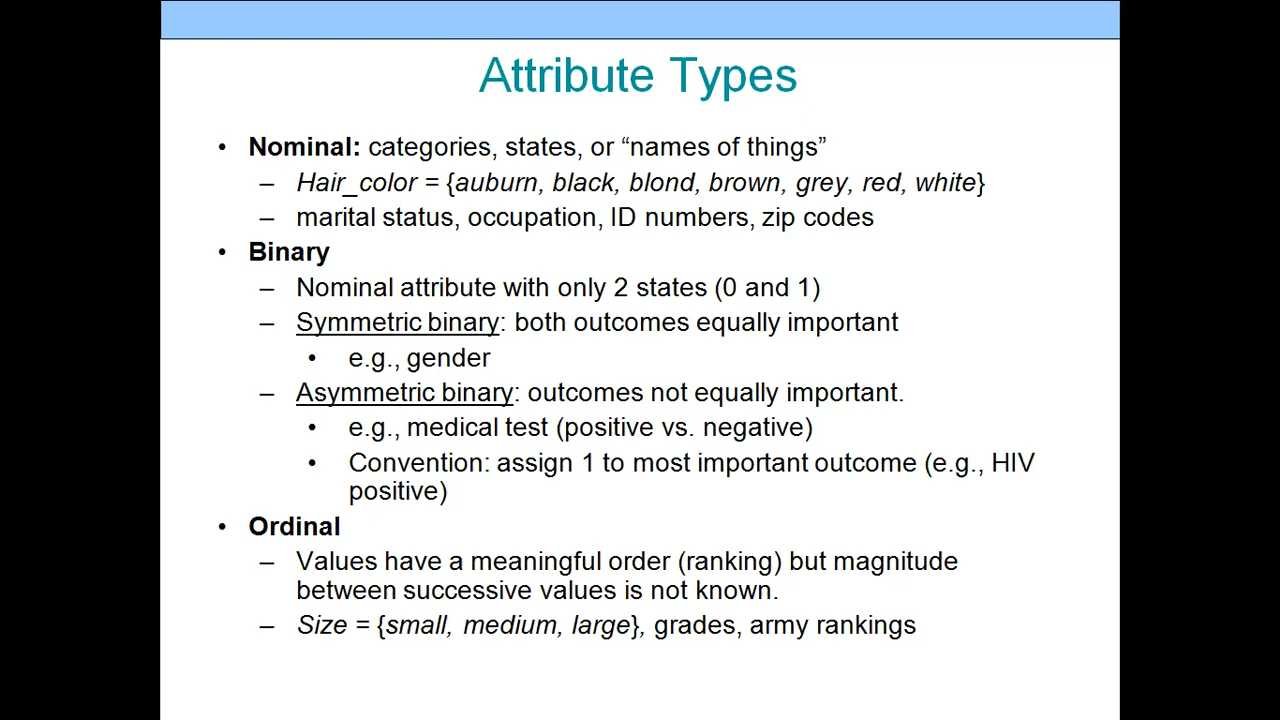 Attribute Types
• Nominal: categories, states, or “names of things”
– Hair_color = {auburn, black, blond, brown, grey, red, white}
– marital status, occupation, ID numbers, zip codes
• Binary
– Nominal attribute with only 2 states (0 and 1)
– Symmetric binary: both outcomes equally important
• e.g., gender
– Asymmetric binary: outcomes not equally important.
• e.g., medical test (positive vs. negative)
• Convention: assign 1 to most important outcome (e.g., HIV
positive)
• Ordinal
– Values have a meaningful order (ranking) but magnitude
between successive values is not known.
– Size = {small, medium, large}, grades, army rankings